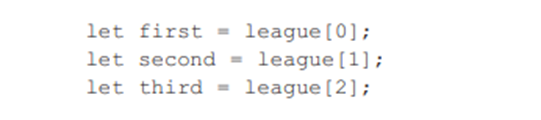 let first = league[0];
let second = league[1];
let third = league[2];